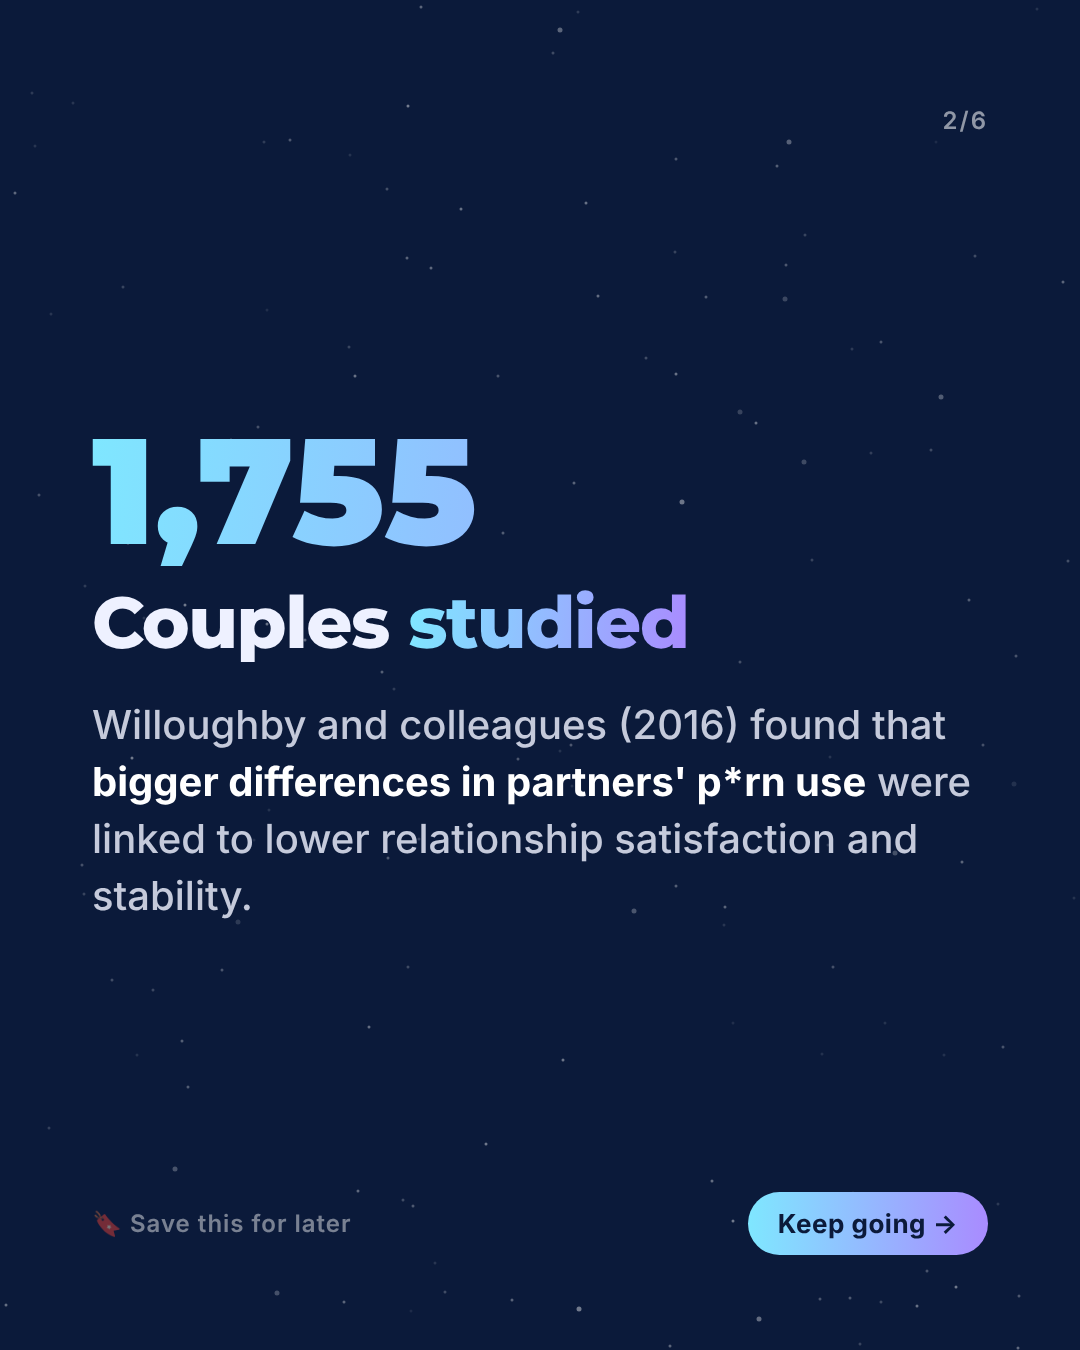 2/6
1,755
Couples studied
Willoughby and colleagues (2016) found that
bigger differences in partners' p*rn use were
linked to lower relationship satisfaction and
stability.
🔖 Save this for later
Keep going →